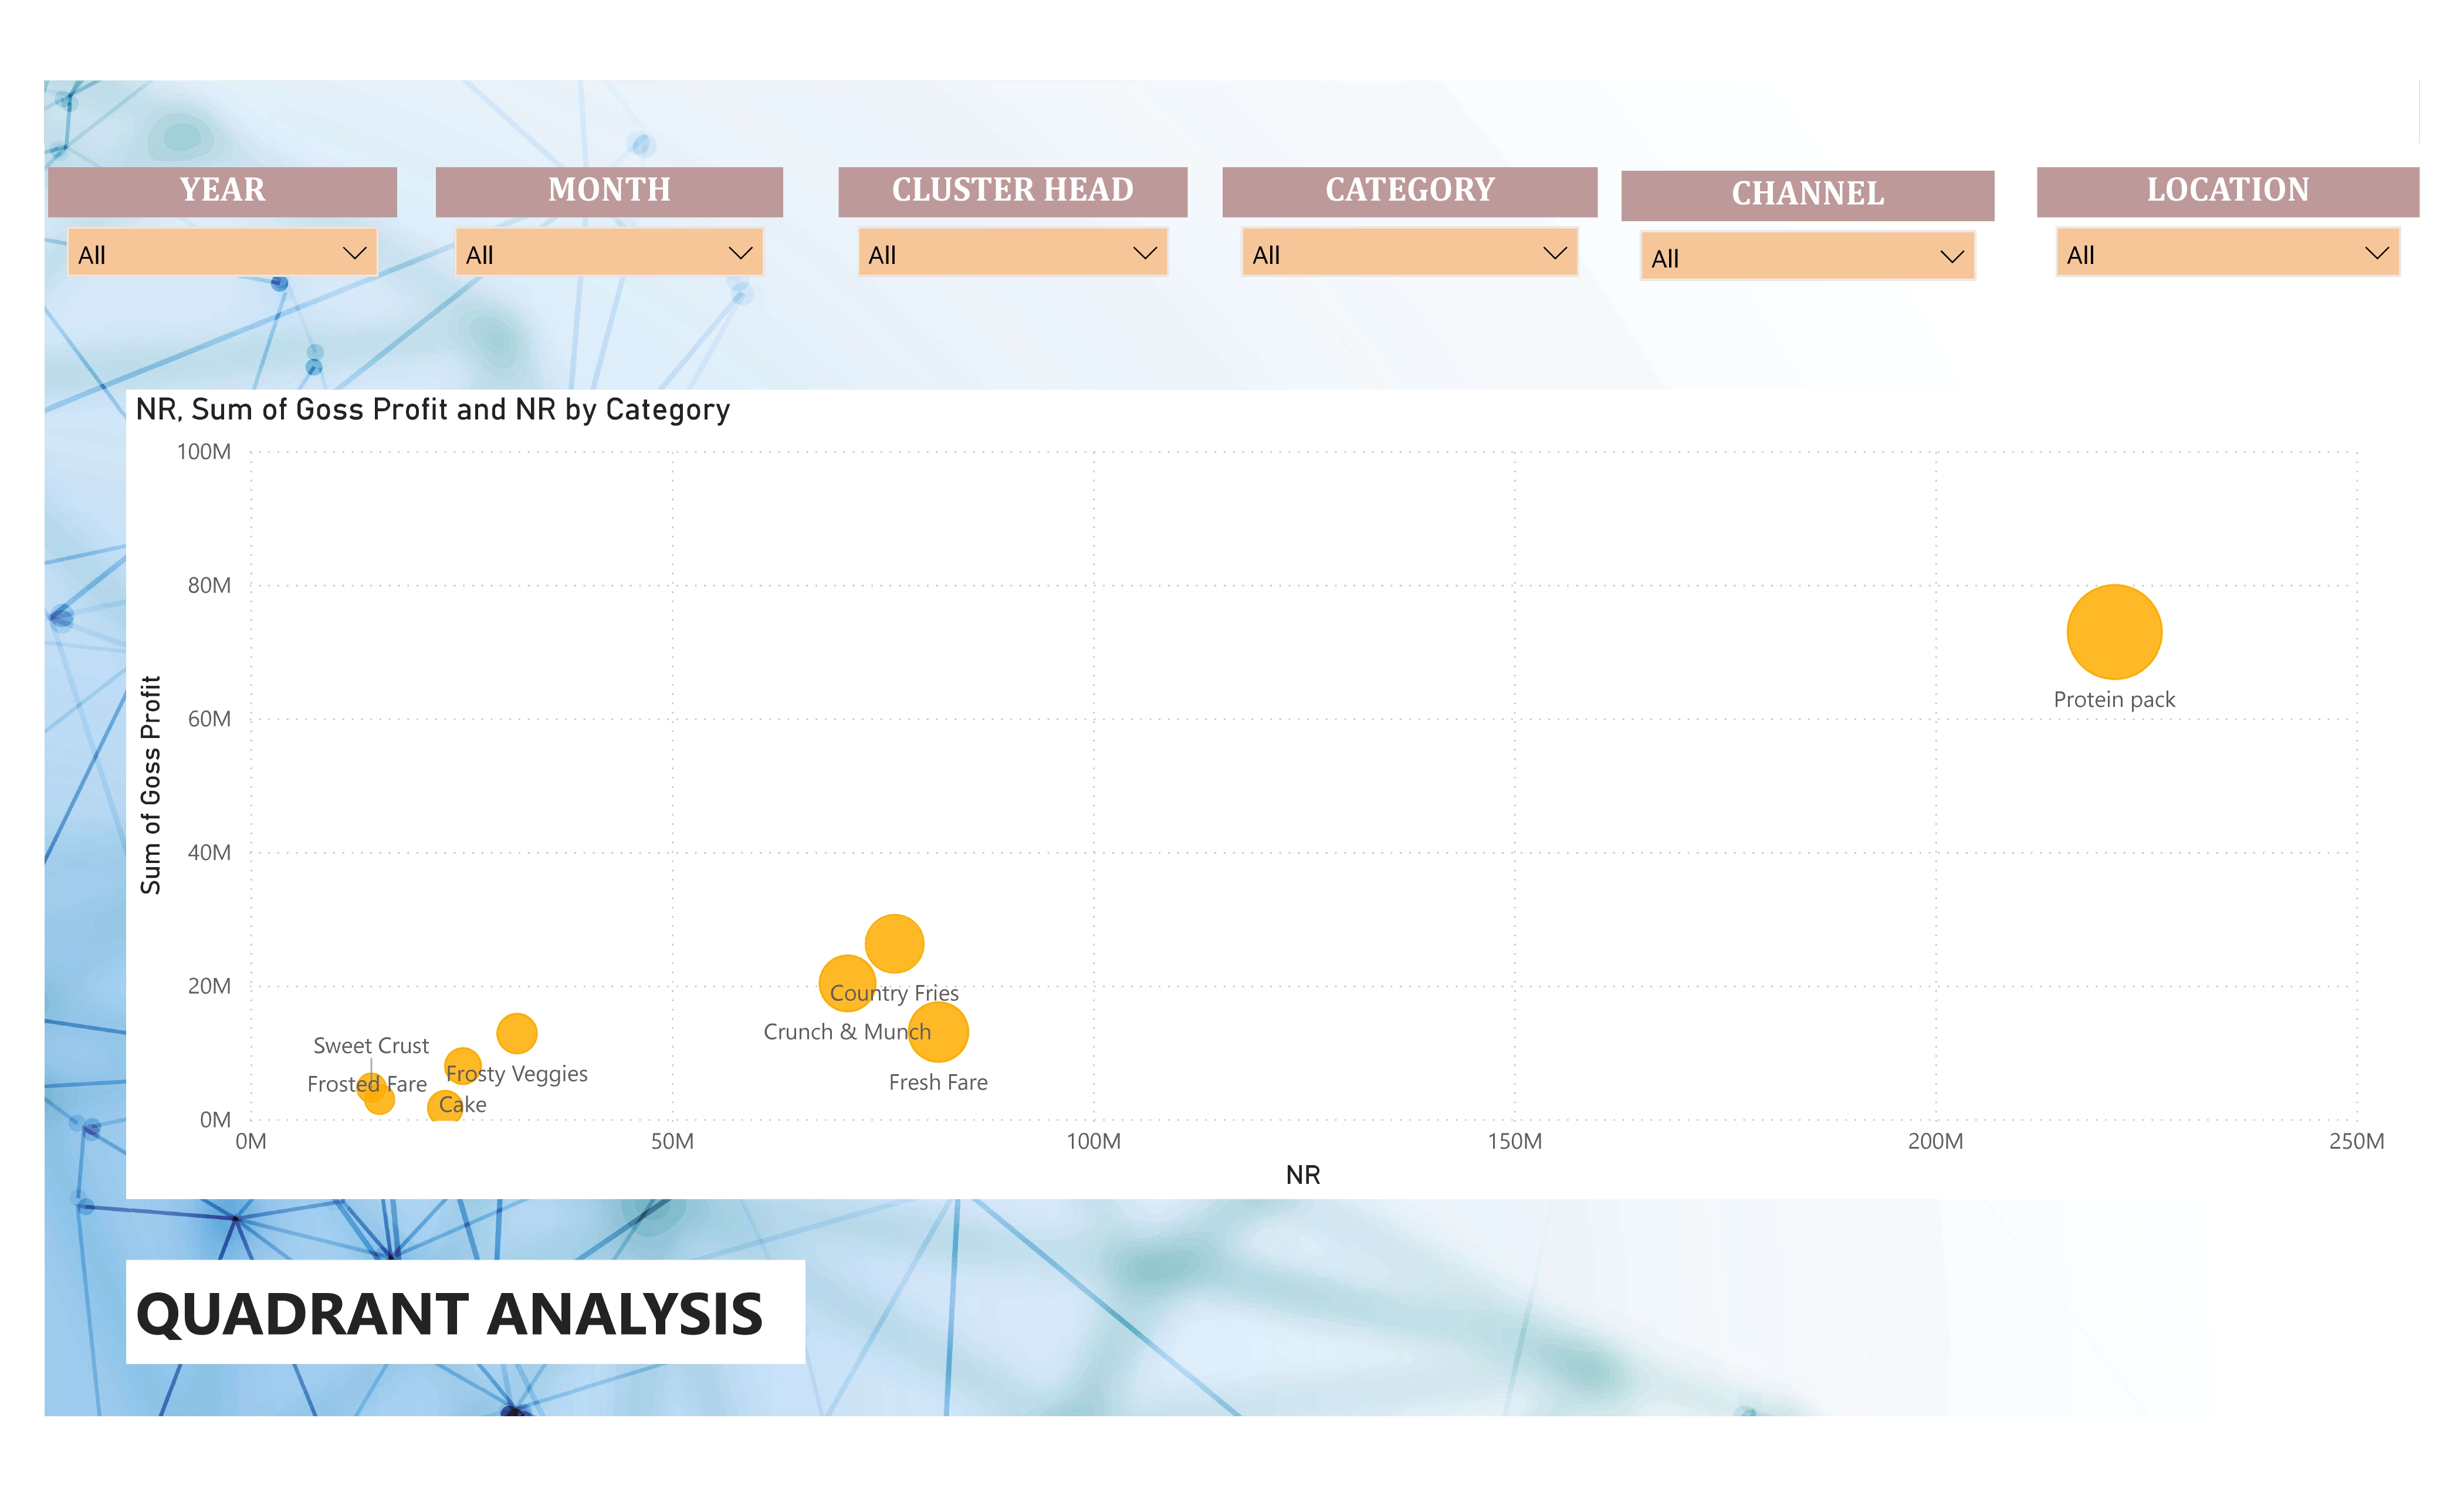 YEAR
MONTH
CLUSTER HEAD
CATEGORY
CHANNEL
LOCATION
All
All
All
All
All
All
NR, Sum of Goss Profit and NR by Category
Sum of Goss Profit
100M
80M
60M
40M
20M
0M
Protein pack
Country Fries
Crunch & Munch
Fresh Fare
Sweet Crust
Frosted Fare
Frosty Veggies
Cake
0M
50M
100M
150M
200M
250M
NR
QUADRANT ANALYSIS